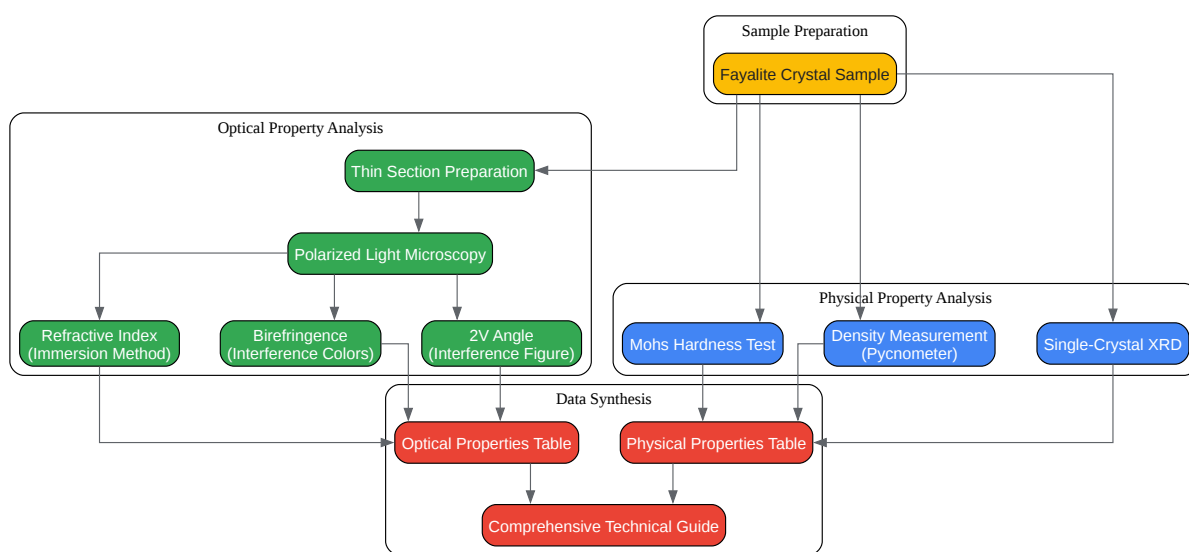 Sample Preparation
Fayalite Crystal Sample
Optical Property Analysis
Thin Section Preparation
Polarized Light Microscopy
Refractive Index
(Immersion Method)
Birefringence
(Interference Colors)
2V Angle
(Interference Figure)
Physical Property Analysis
Mohs Hardness Test
Density Measurement
(Pycnometer)
Single-Crystal XRD
Data Synthesis
Optical Properties Table
Physical Properties Table
Comprehensive Technical Guide